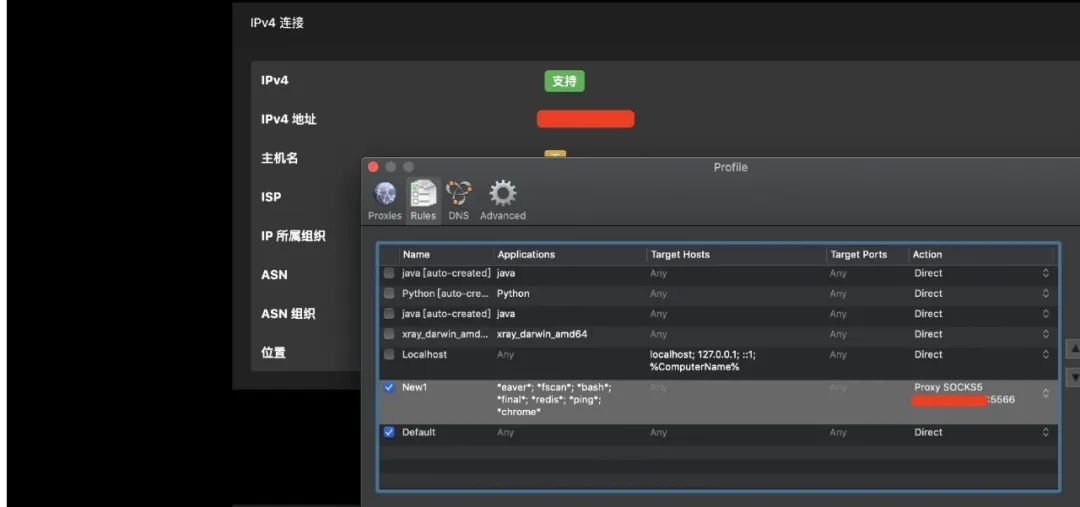 IPv4 连接
IPv4
支持
IPv4 地址
主机名
ISP
IP 所属组织
ASN
ASN 组织
位置
Profile
Proxies Rules DNS Advanced
Name Applications Target Hosts Target Ports Action
java [auto-created] java Any Any Direct
Python [auto-cre... Python Any Any Direct
java [auto-created] java Any Any Direct
xray_darwin_amd... xray_darwin_amd64 Any Any Direct
Localhost Any localhost; 127.0.0.1; ::1; Any Direct
%ComputerName%
New1 *eaver*; *fscan*; *bash*; Any Any Proxy SOCKS5
*final*; *redis*; *ping*; :5566
*chrome*
Default Any Any Any Direct